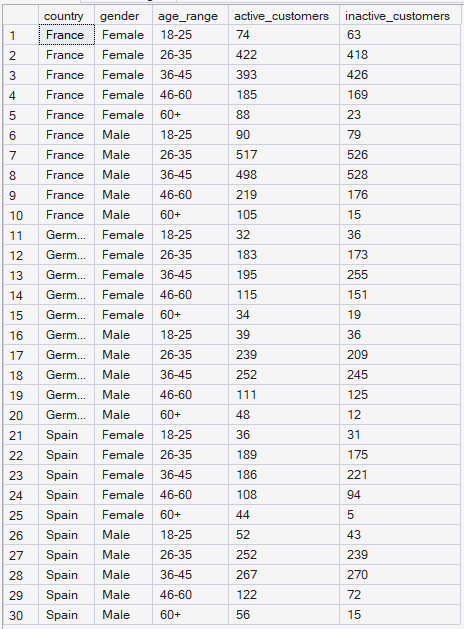 country gender age_range active_customers inactive_customers
1 France Female 18-25 74 63
2 France Female 26-35 422 418
3 France Female 36-45 393 426
4 France Female 46-60 185 169
5 France Female 60+ 88 23
6 France Male 18-25 90 79
7 France Male 26-35 517 526
8 France Male 36-45 498 528
9 France Male 46-60 219 176
10 France Male 60+ 105 15
11 Germ... Female 18-25 32 36
12 Germ... Female 26-35 183 173
13 Germ... Female 36-45 195 255
14 Germ... Female 46-60 115 151
15 Germ... Female 60+ 34 19
16 Germ... Male 18-25 39 36
17 Germ... Male 26-35 239 209
18 Germ... Male 36-45 252 245
19 Germ... Male 46-60 111 125
20 Germ... Male 60+ 48 12
21 Spain Female 18-25 36 31
22 Spain Female 26-35 189 175
23 Spain Female 36-45 186 221
24 Spain Female 46-60 108 94
25 Spain Female 60+ 44 5
26 Spain Male 18-25 52 43
27 Spain Male 26-35 252 239
28 Spain Male 36-45 267 270
29 Spain Male 46-60 122 72
30 Spain Male 60+ 56 15